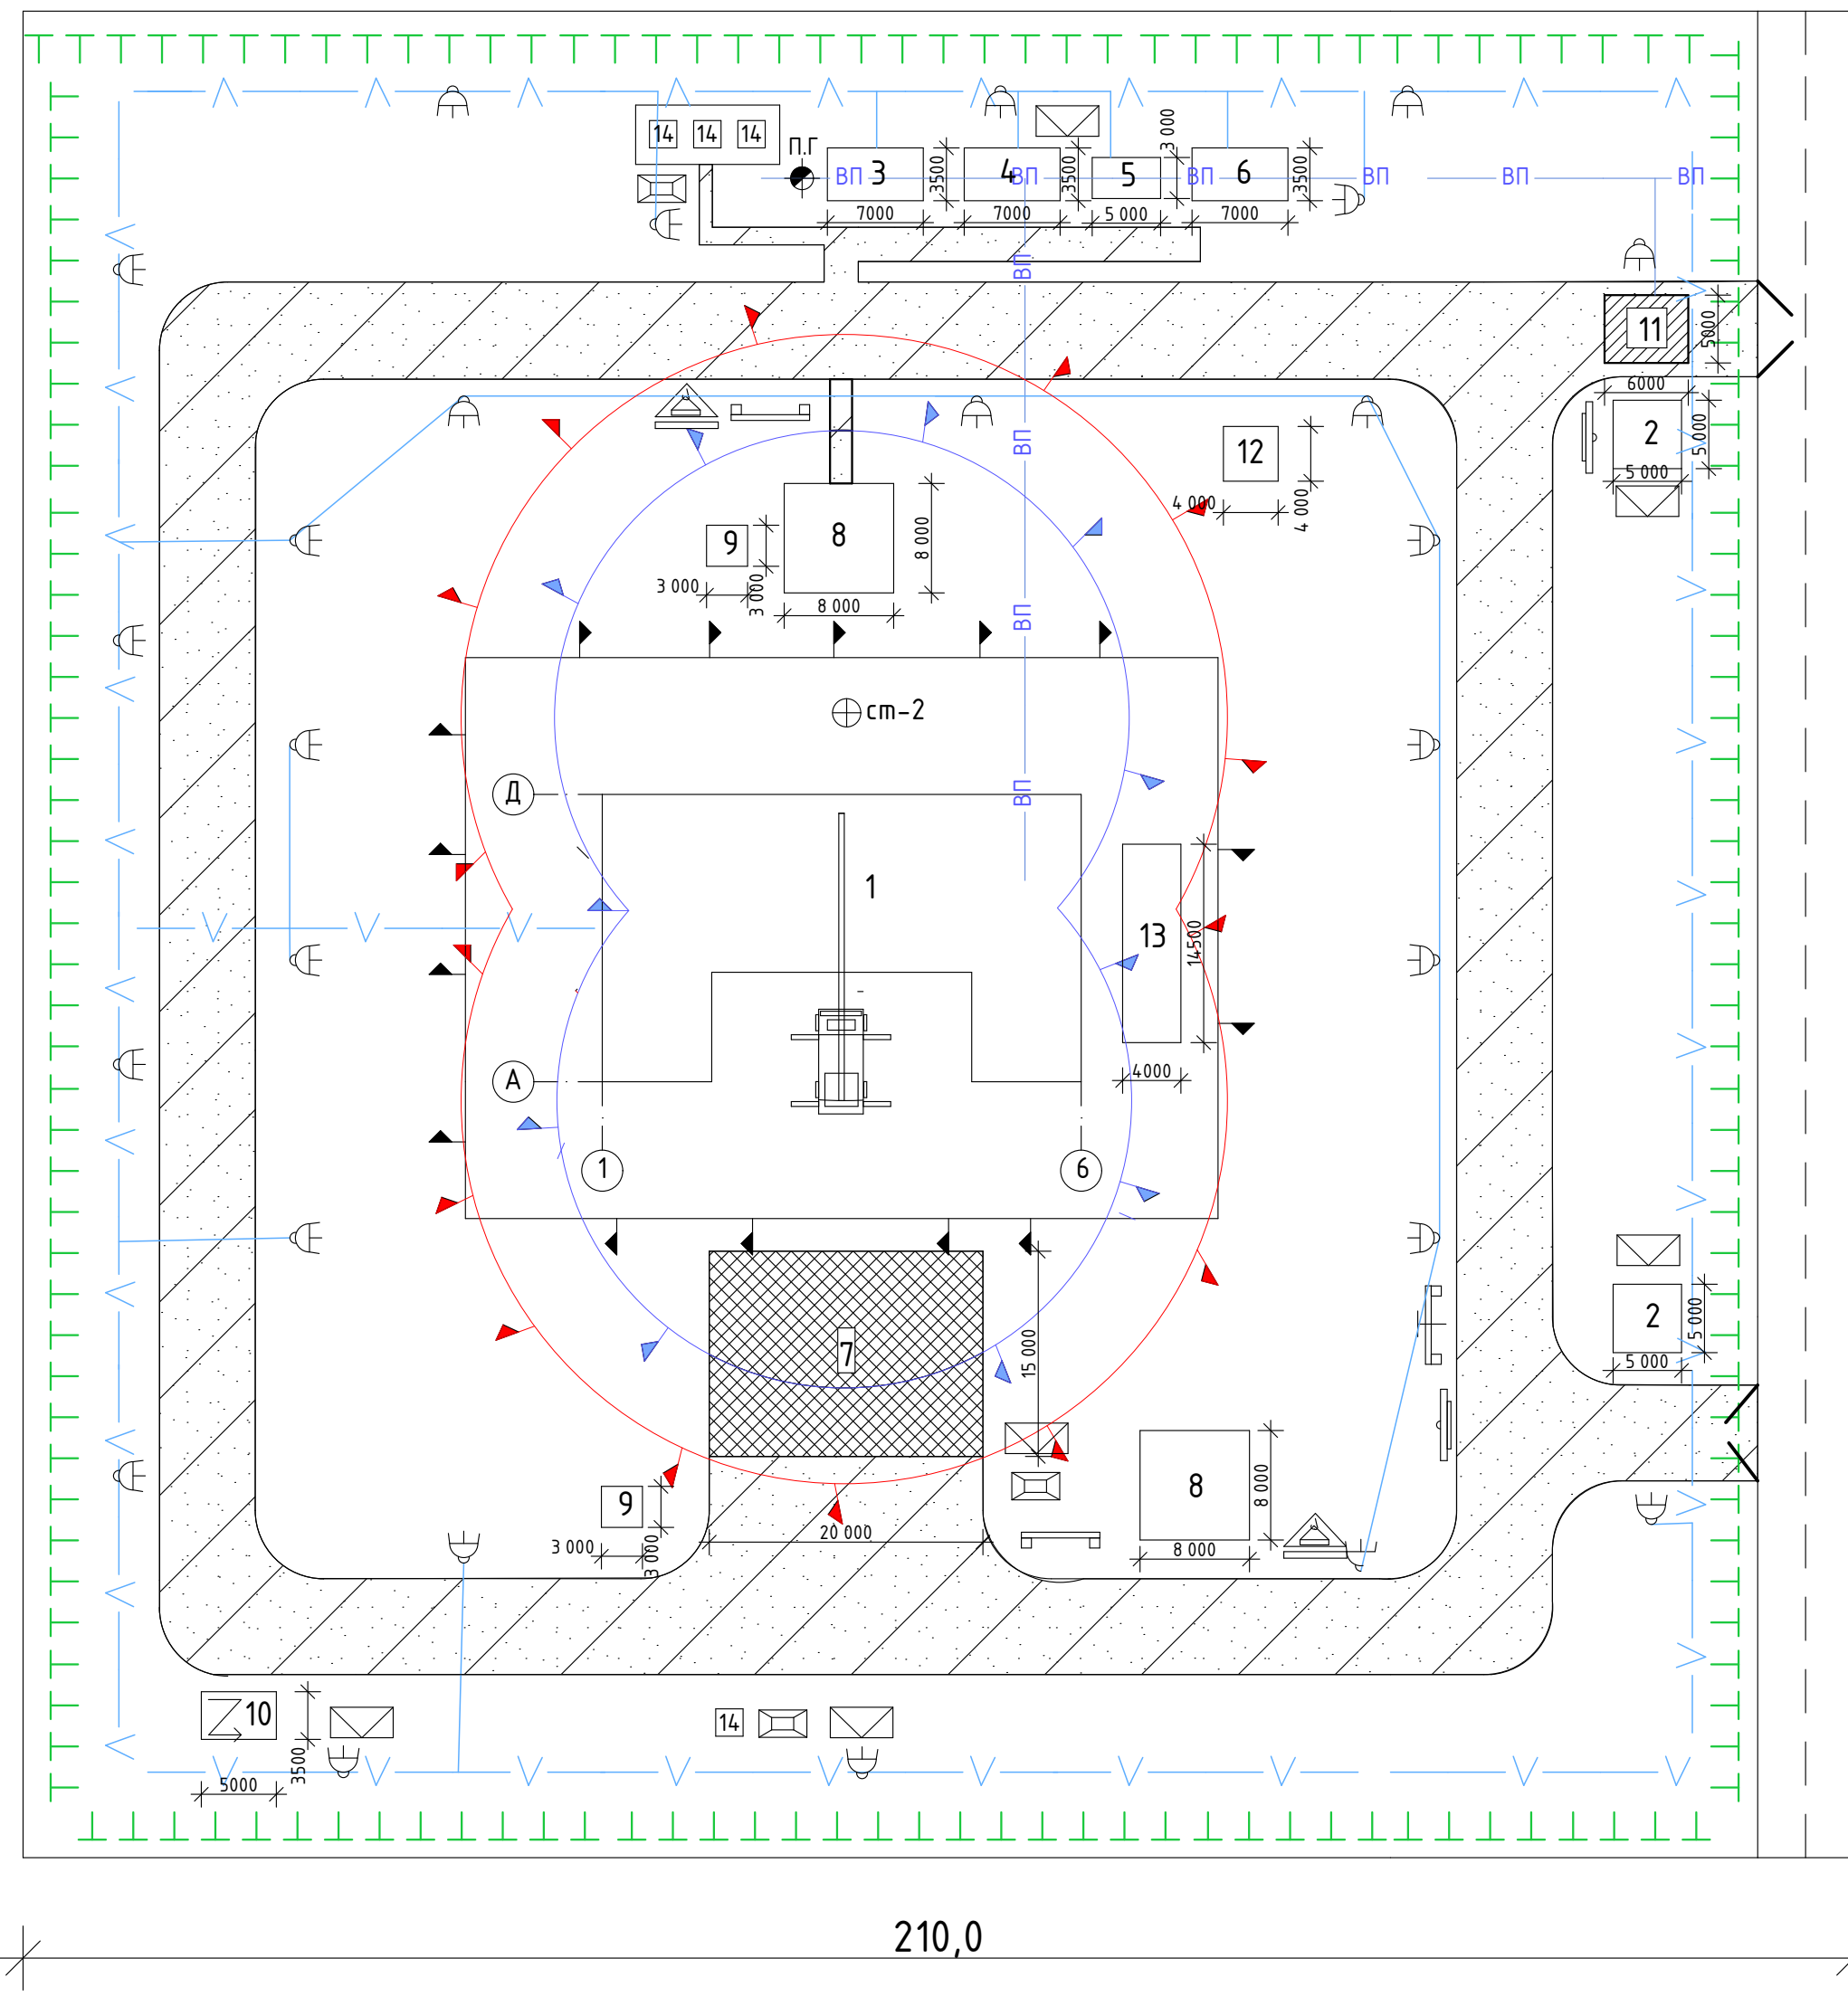 14 14 14
П.Г
3 000
ВП 3 3500 4 ВП 3500 5 ВП 6 3500 ВП ВП ВП
7000 7000 5 000 7000
ВП
11 5000
6000
2 5 000
5 000
ВП
12
4 000 4 000
9 8 8 000
3 000 3 000 8 000
ВП
ст-2
Д
ВП
1
13 14500
4000
А
1 6
7 15 000
2 5 000
5 000
8 8 000
9
3 000 3 000
20 000
8 000
10 14
3500
5000
210,0